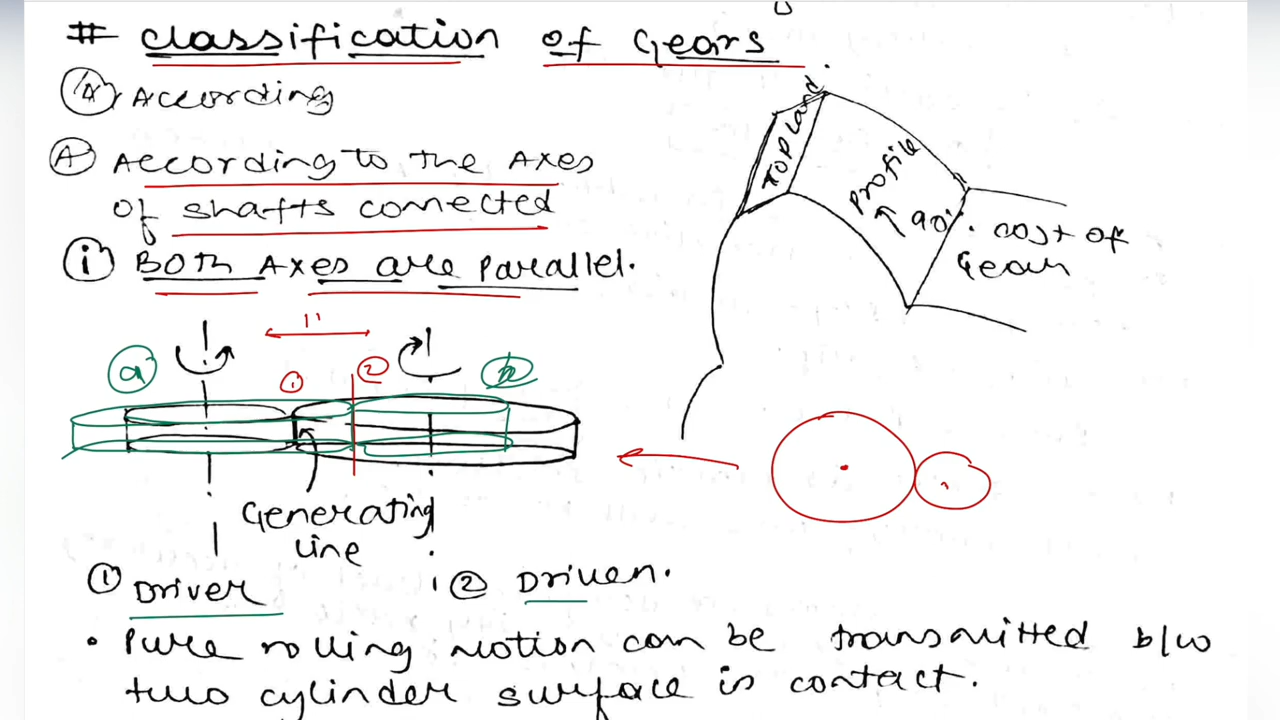 # Classification of Gears
(A) According
(A) According to the Axes
of shafts connected
(i) Both Axes are parallel.
Top Land
Profile
↑ 90%. cost of
Gear
11
(a)
(1)
(2)
Generating
line
(1) Driver
(2) Driven.
• Pure rolling motion can be transmitted b/w
two cylinder surface in contact.